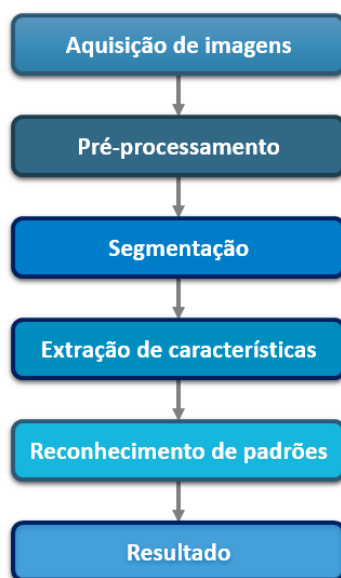 Aquisição de imagens
Pré-processamento
Segmentação
Extração de características
Reconhecimento de padrões
Resultado